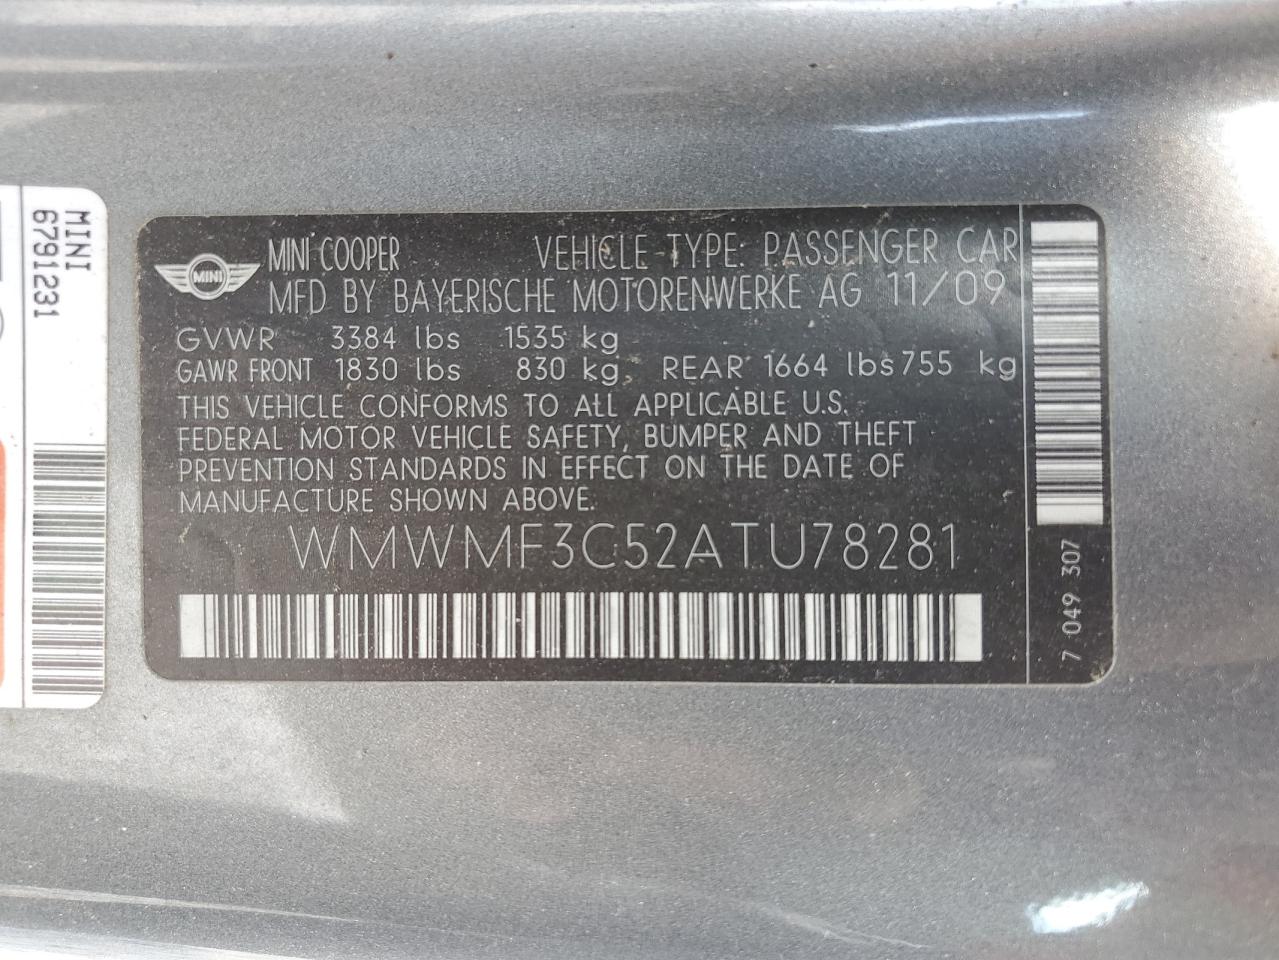 MINI
6791231
MINI
MINI COOPER VEHICLE TYPE: PASSENGER CAR
MFD BY BAYERISCHE MOTORENWERKE AG 11/09
GVWR 3384 lbs 1535 kg
GAWR FRONT 1830 lbs 830 kg, REAR 1664 lbs 755 kg
THIS VEHICLE CONFORMS TO ALL APPLICABLE U.S.
FEDERAL MOTOR VEHICLE SAFETY, BUMPER AND THEFT
PREVENTION STANDARDS IN EFFECT ON THE DATE OF
MANUFACTURE SHOWN ABOVE.
WMWMF3C52ATU78281
7 049 307